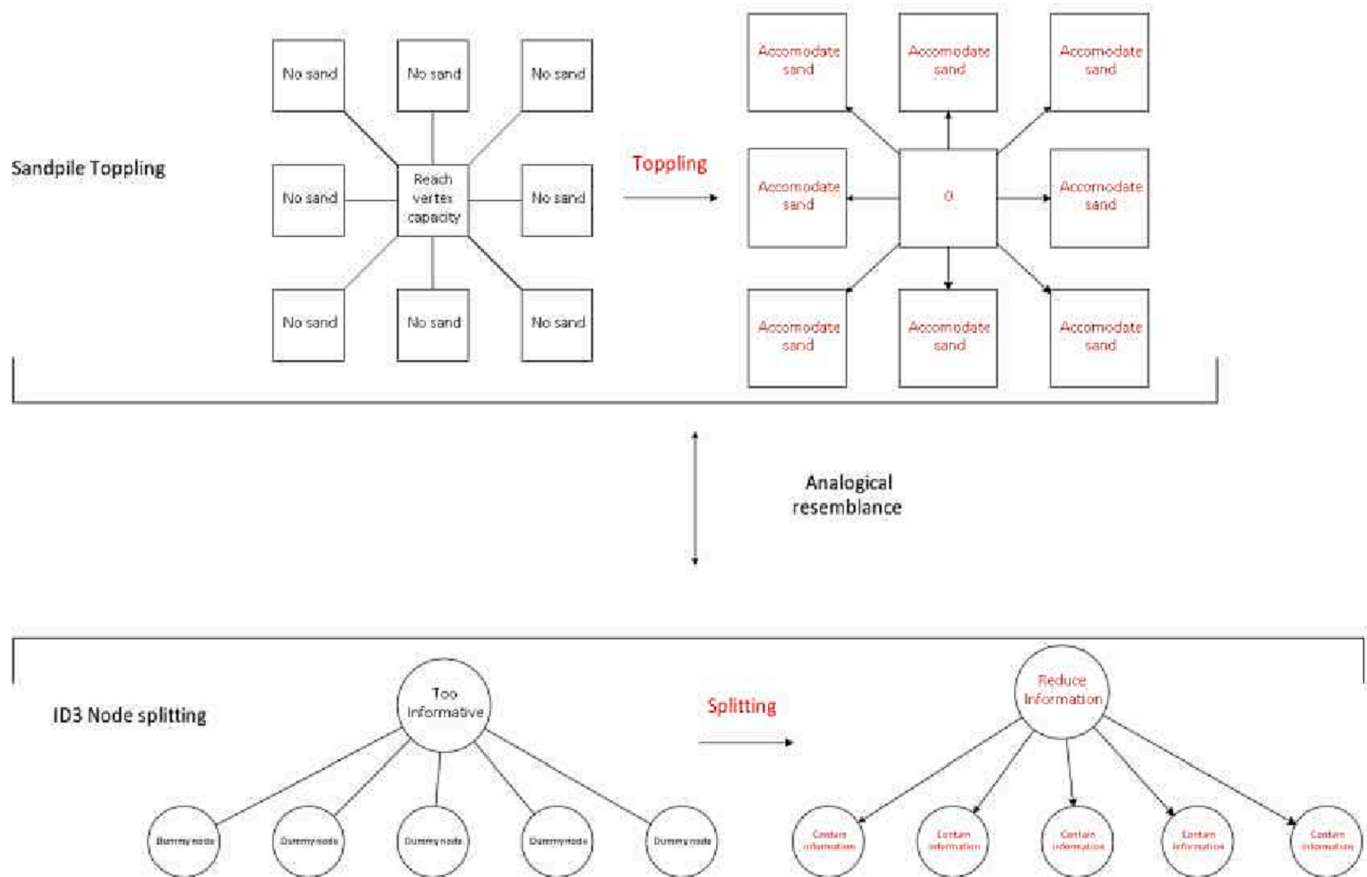 No sand
No sand
No sand
Accomodate
sand
Accomodate
sand
Accomodate
sand
Sandpile Toppling
No sand
Reach
vertex
capacity
No sand
Toppling
Accomodate
sand
0
Accomodate
sand
No sand
No sand
No sand
Accomodate
sand
Accomodate
sand
Accomodate
sand
Analogical
resemblance
ID3 Node splitting
Too
Informative
Splitting
Reduce
Information
Dummy node
Dummy node
Dummy node
Dummy node
Dummy node
Contain
information
Contain
information
Contain
information
Contain
information
Contain
information